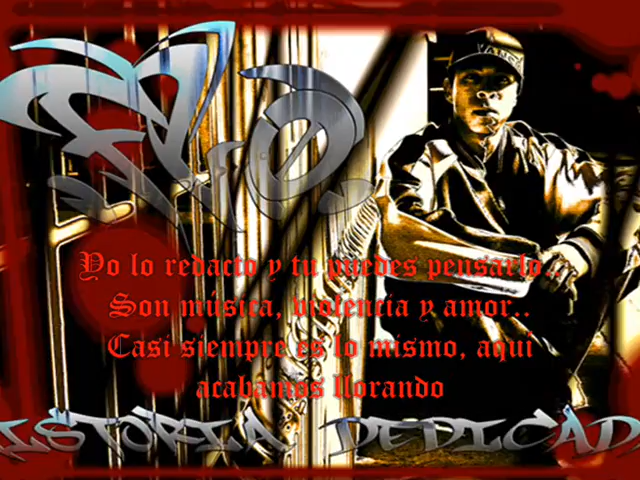 Yo lo redacto y tu puedes pensarlo..
Son música, violencia y amor..
Casi siempre es lo mismo, aqui
acabamos llorando
ISTORIA DEDICAD